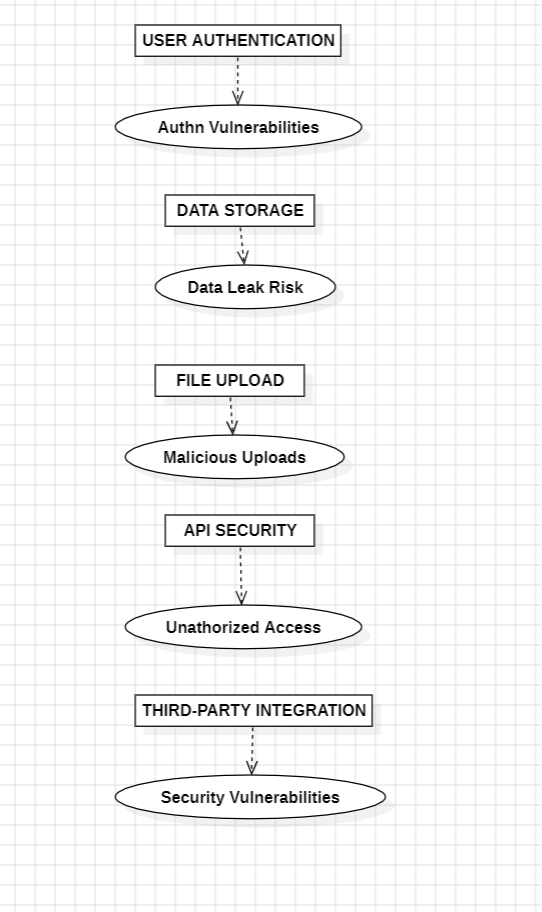 USER AUTHENTICATION
Authn Vulnerabilities
DATA STORAGE
Data Leak Risk
FILE UPLOAD
Malicious Uploads
API SECURITY
Unathorized Access
THIRD-PARTY INTEGRATION
Security Vulnerabilities